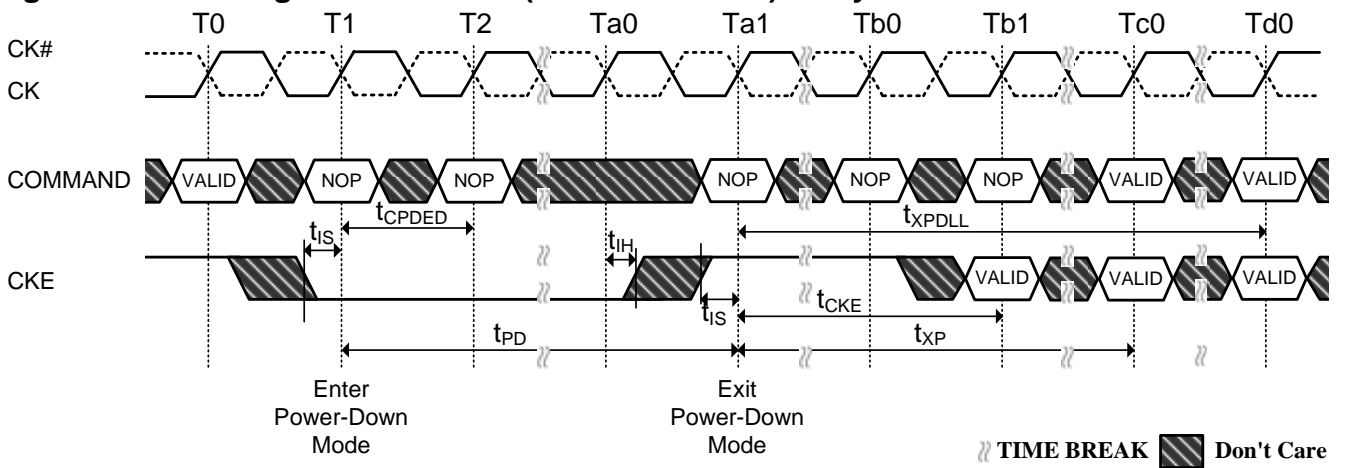 T0 T1 T2 Ta0 Ta1 Tb0 Tb1 Tc0 Td0
CK#
CK
COMMAND VALID NOP NOP NOP NOP NOP VALID VALID
tCPDED tXPDLL
tIS tIH
CKE VALID VALID VALID
tIS tCKE
tPD tXP
Enter
Power-Down
Mode
Exit
Power-Down
Mode
TIME BREAK Don't Care